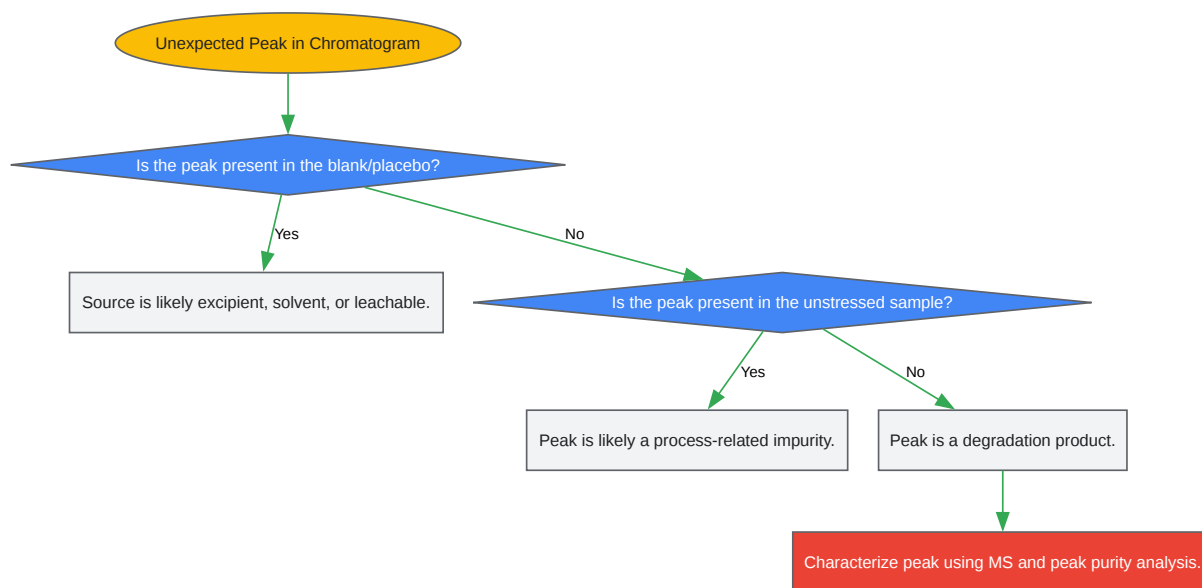 Unexpected Peak in Chromatogram
Is the peak present in the blank/placebo?
Yes
No
Source is likely excipient, solvent, or leachable.
Is the peak present in the unstressed sample?
Yes
No
Peak is likely a process-related impurity.
Peak is a degradation product.
Characterize peak using MS and peak purity analysis.